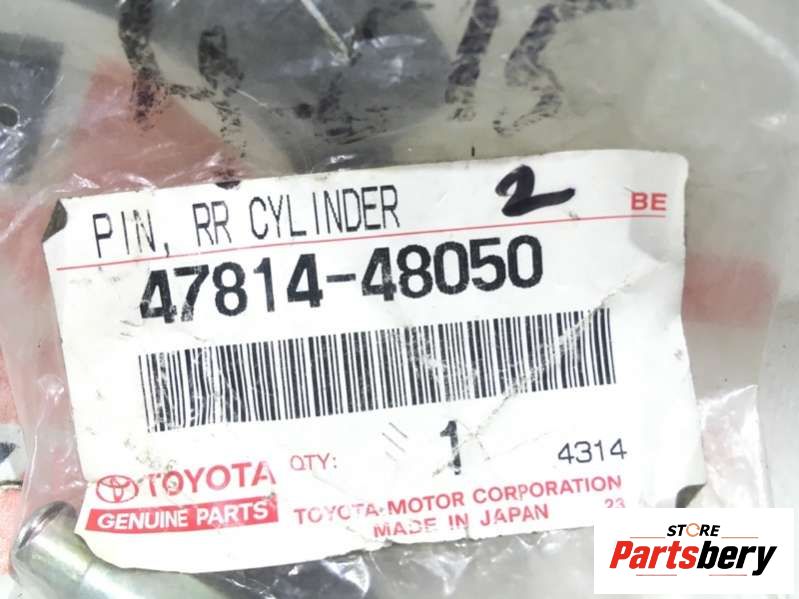 PIN, RR CYLINDER 2 BE
47814-48050
QTY: 1 4314
TOYOTA
GENUINE PARTS
TOYOTA MOTOR CORPORATION
MADE IN JAPAN 23
STORE
Partsbery